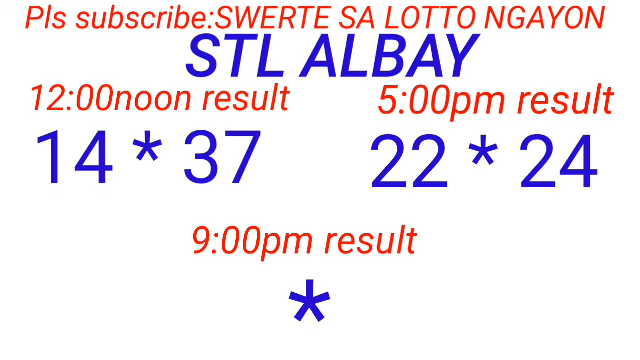 Pls subscribe:SWERTE SA LOTTO NGAYON
STL ALBAY
12:00noon result
14 * 37
5:00pm result
22 * 24
9:00pm result
*